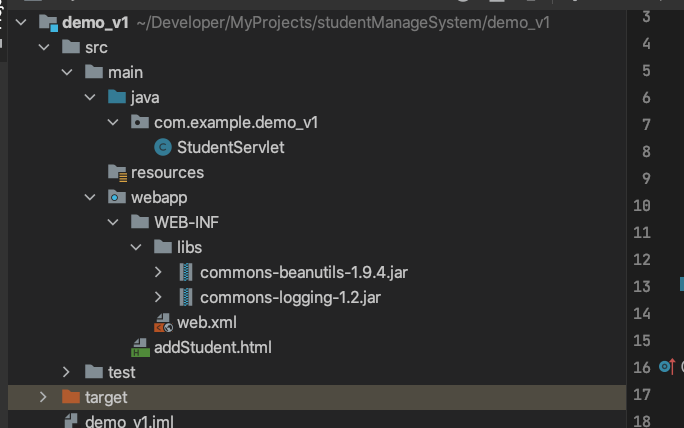 demo_v1 ~/Developer/MyProjects/studentManageSystem/demo_v1
src
main
java
com.example.demo_v1
StudentServlet
resources
webapp
WEB-INF
libs
commons-beanutils-1.9.4.jar
commons-logging-1.2.jar
web.xml
addStudent.html
test
target
demo_v1.iml
3
4
5
6
7
8
9
10
11
12
13
14
15
16
17
18